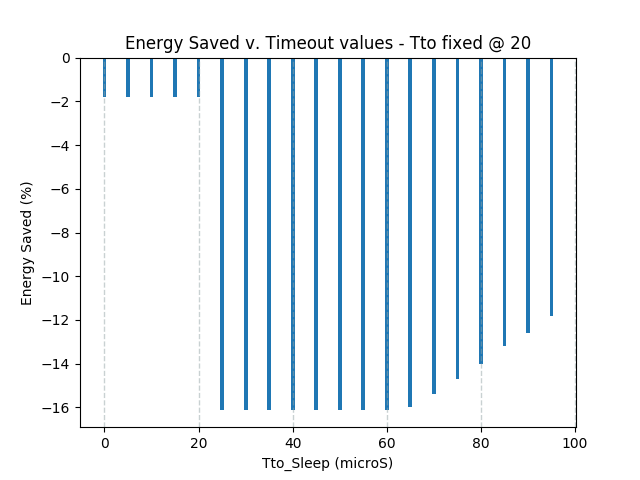 Energy Saved v. Timeout values - Tto fixed @ 20
0
−2
−4
−6
−8
−10
−12
−14
−16
Energy Saved (%)
0 20 40 60 80 100
Tto_Sleep (microS)